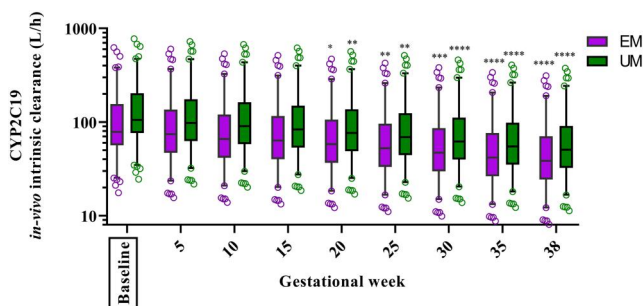 CYP2C19
in-vivo intrinsic clearance (L/h)
1000
100
10
* ** ** ** *** **** **** **** **** ****
EM
UM
Baseline 5 10 15 20 25 30 35 38
Gestational week